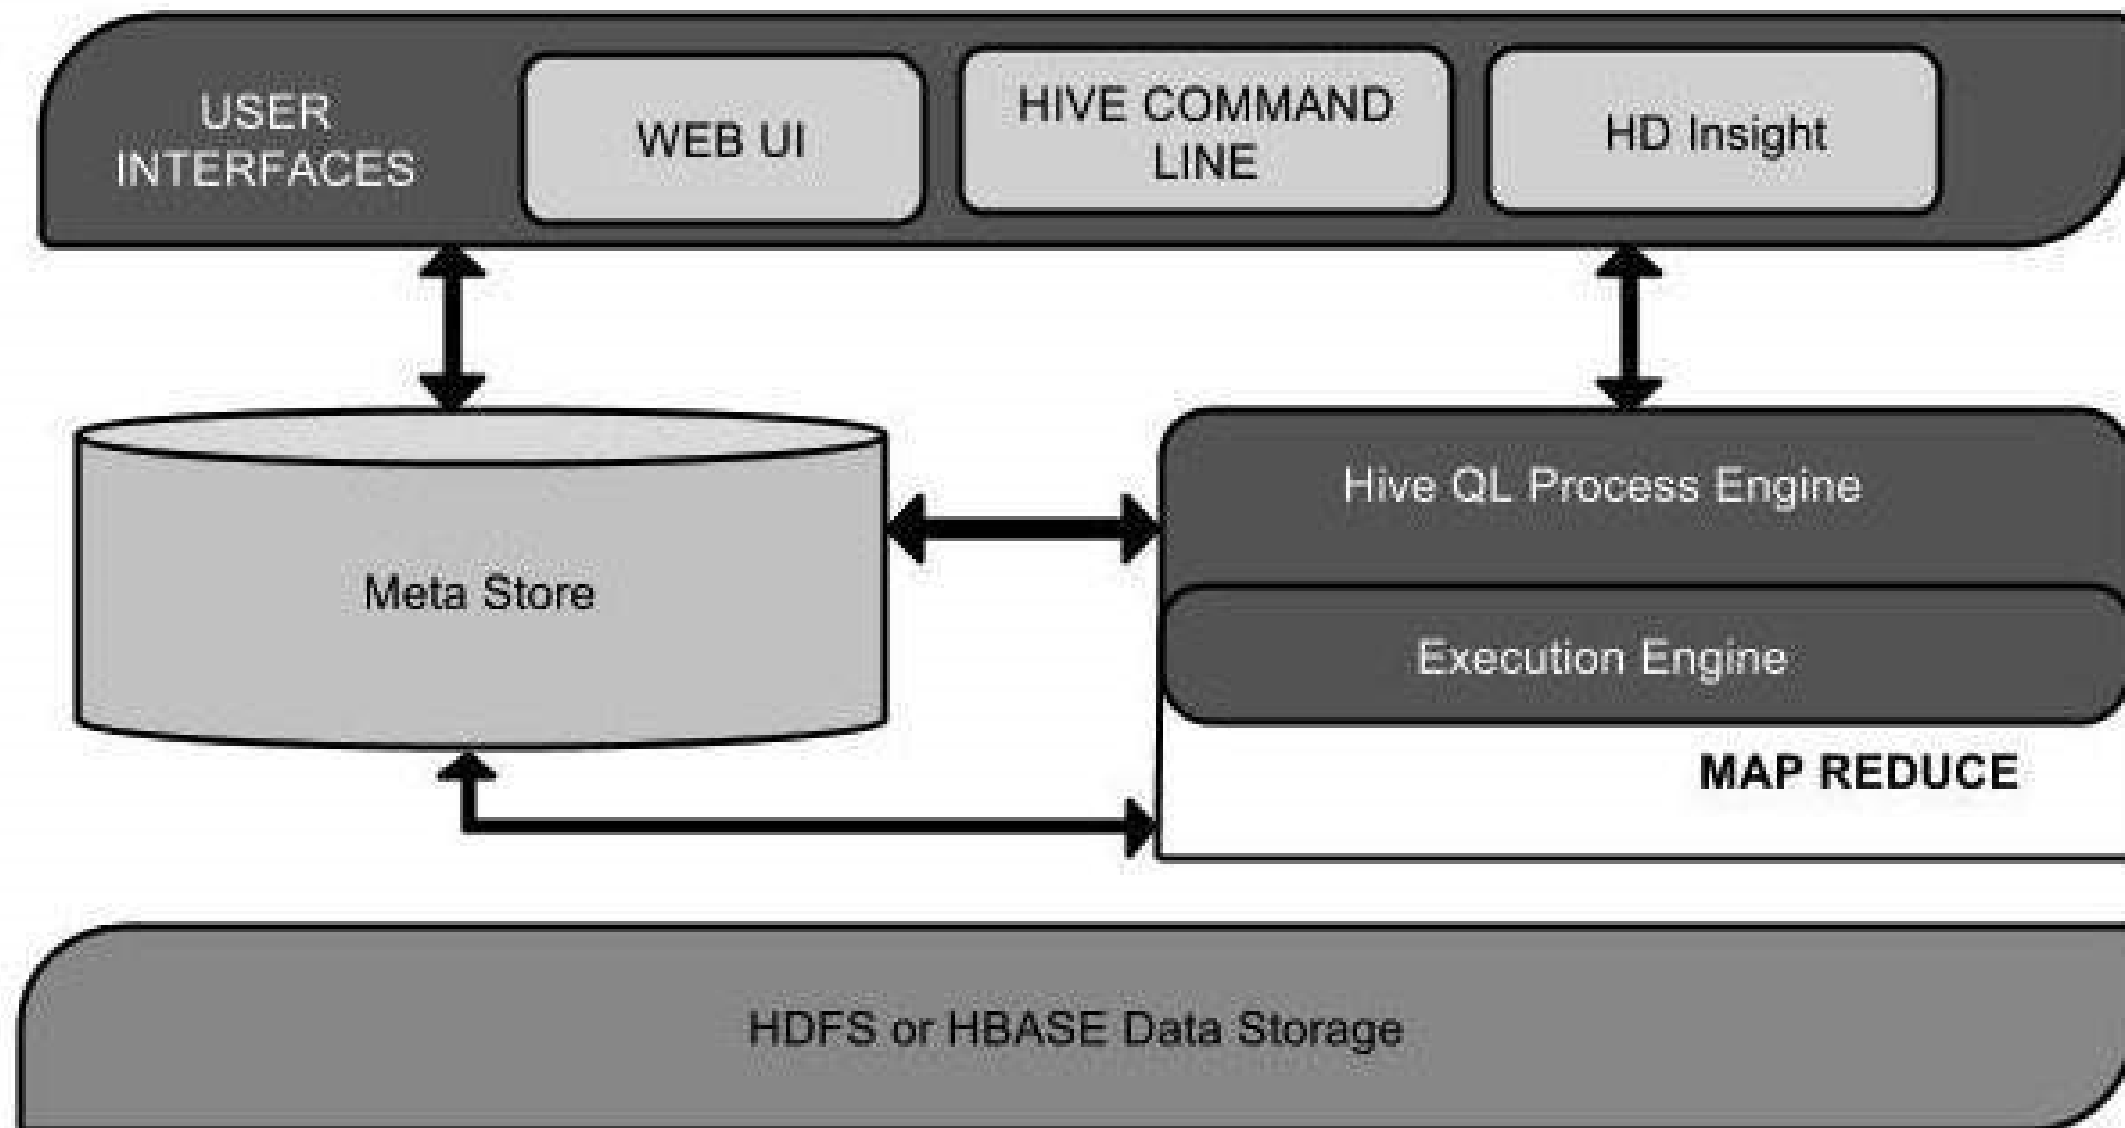 USER
INTERFACES
WEB UI
HIVE COMMAND
LINE
HD Insight
Meta Store
Hive QL Process Engine
Execution Engine
MAP REDUCE
HDFS or HBASE Data Storage